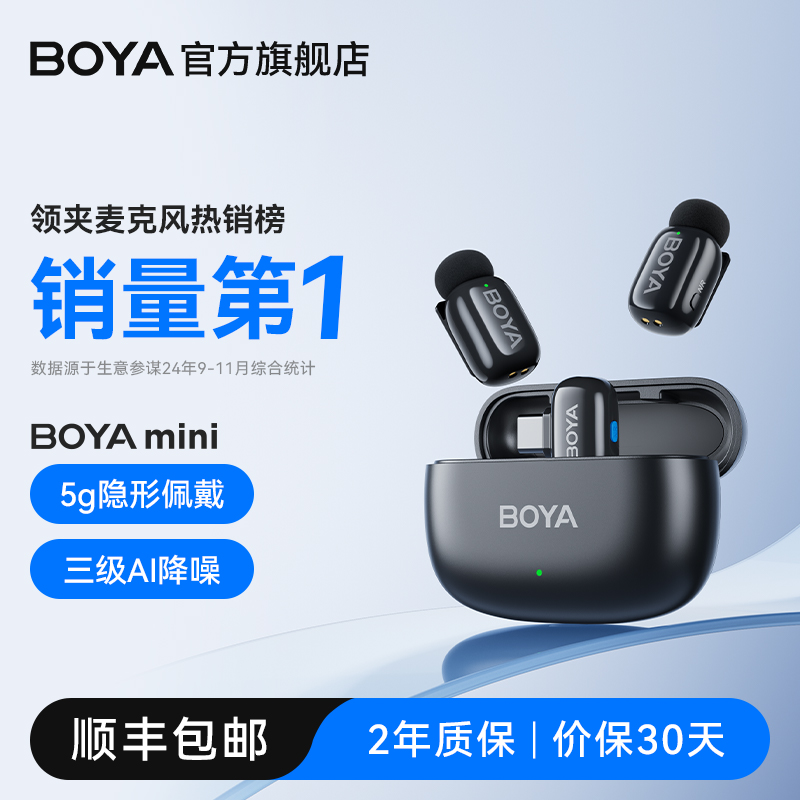 BOYA 官方旗舰店
领夹麦克风热销榜
销量第1
数据源于生意参谋24年9-11月综合统计
BOYA mini
5g隐形佩戴
三级AI降噪
BOYA
BOYA
NR
BOYA
BOYA
顺丰包邮
2年质保 | 价保30天